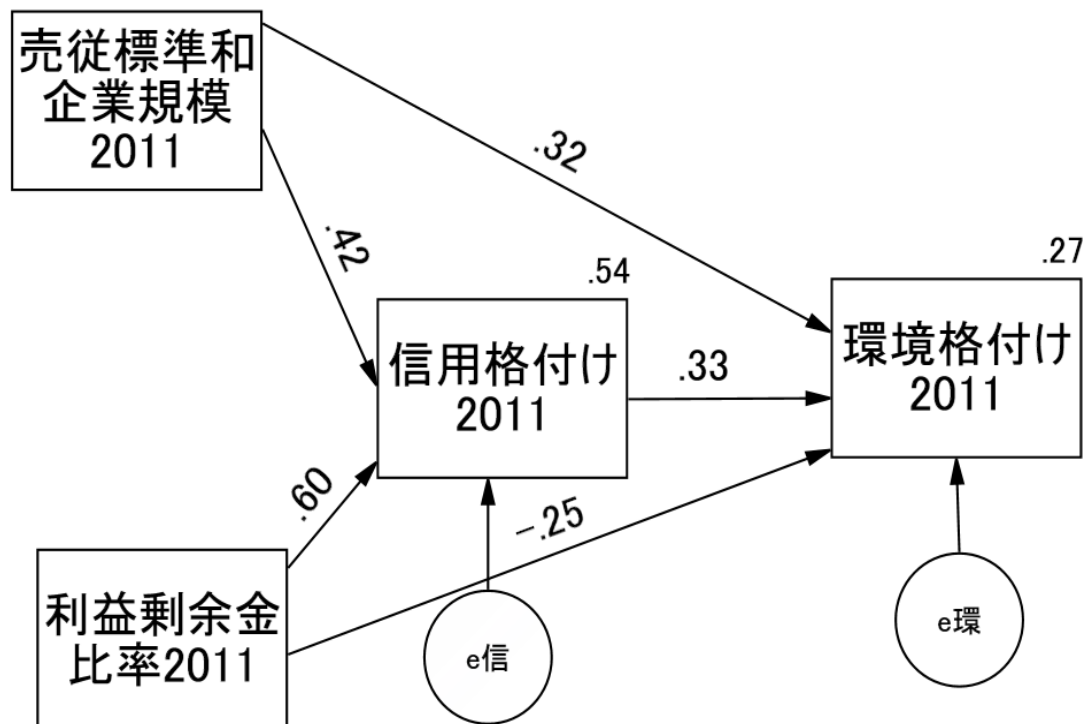 売従標準和
企業規模
2011
.32
.42
.54
.27
信用格付け
2011
.33
環境格付け
2011
.60
-.25
利益剰余金
比率2011
e信
e環